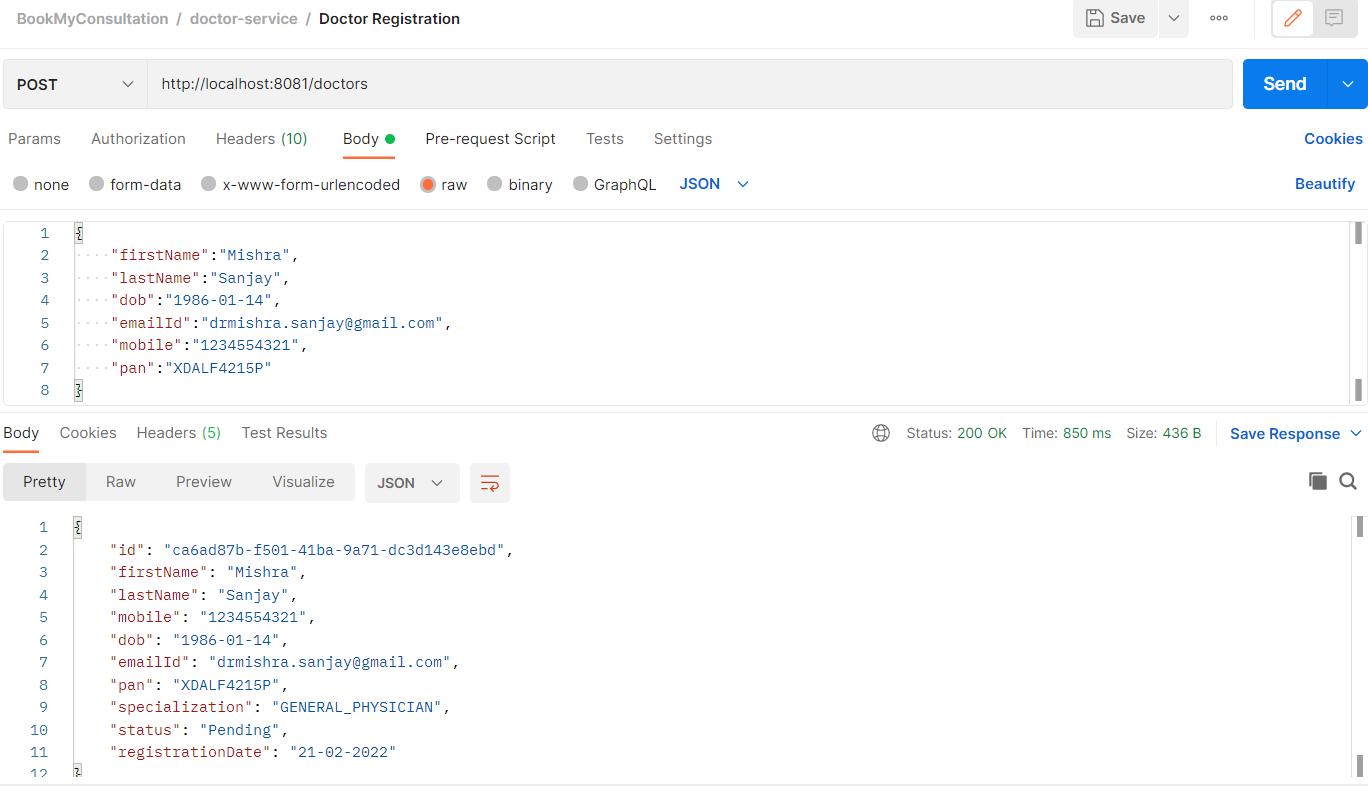 BookMyConsultation / doctor-service / Doctor Registration
Save
POST
http://localhost:8081/doctors
Send
Params Authorization Headers (10) Body Pre-request Script Tests Settings Cookies
none form-data x-www-form-urlencoded raw binary GraphQL JSON Beautify
1 {
2 ····"firstName":"Mishra",
3 ····"lastName":"Sanjay",
4 ····"dob":"1986-01-14",
5 ····"emailId":"drmishra.sanjay@gmail.com",
6 ····"mobile":"1234554321",
7 ····"pan":"XDALF4215P"
8 }
Body Cookies Headers (5) Test Results Status: 200 OK Time: 850 ms Size: 436 B Save Response
Pretty Raw Preview Visualize JSON
1 {
2 "id": "ca6ad87b-f501-41ba-9a71-dc3d143e8ebd",
3 "firstName": "Mishra",
4 "lastName": "Sanjay",
5 "mobile": "1234554321",
6 "dob": "1986-01-14",
7 "emailId": "drmishra.sanjay@gmail.com",
8 "pan": "XDALF4215P",
9 "specialization": "GENERAL_PHYSICIAN",
10 "status": "Pending",
11 "registrationDate": "21-02-2022"
12 }